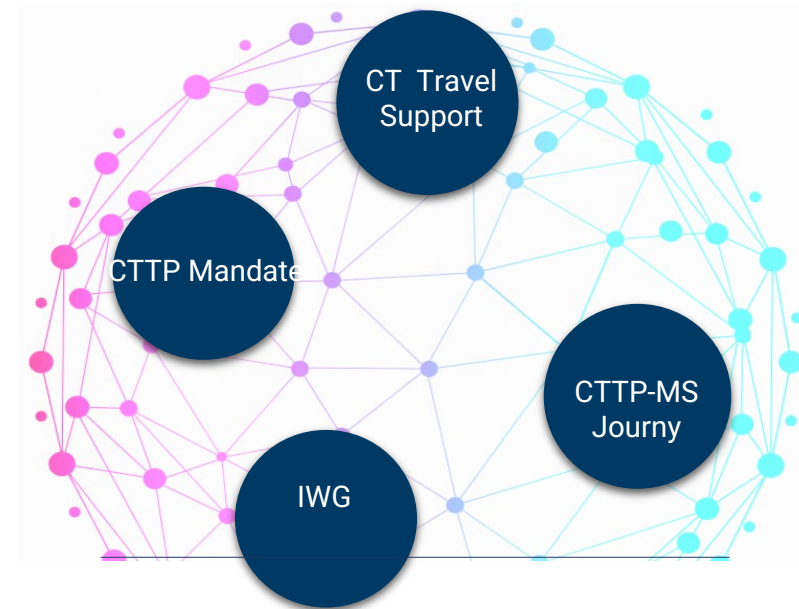 CT Travel
Support
CTTP Mandate
CTTP-MS
Journy
IWG